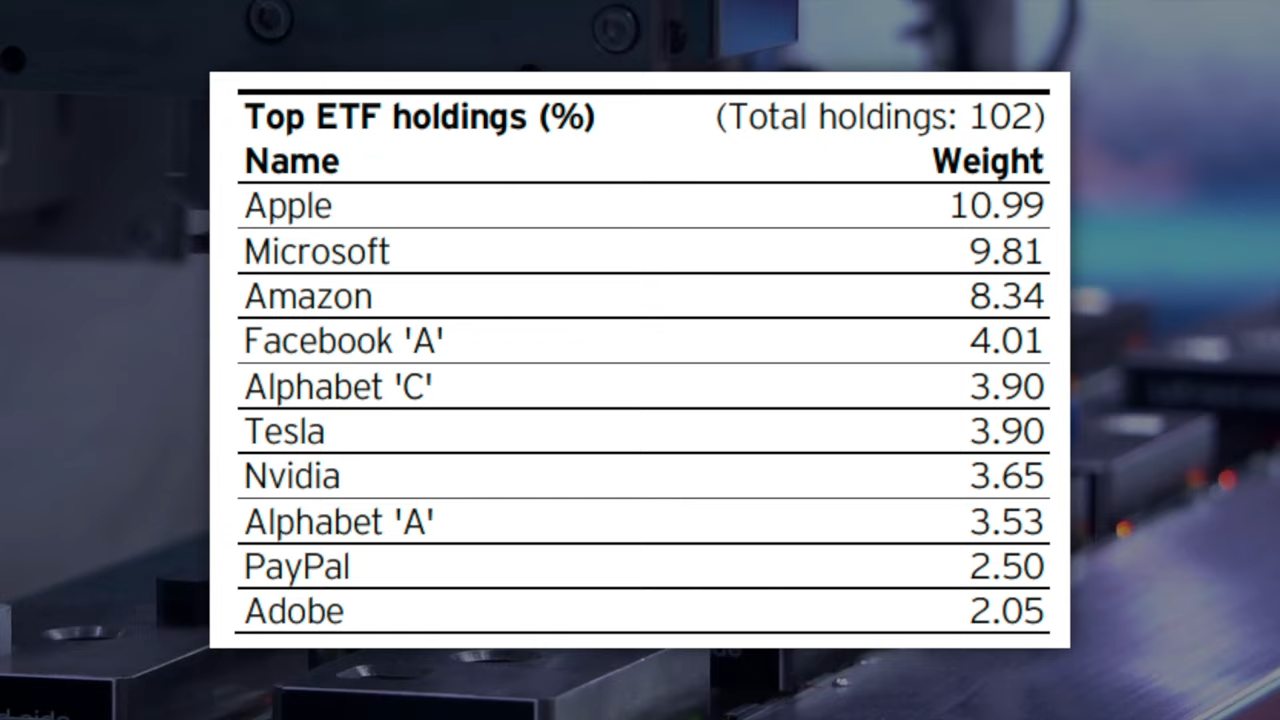 Top ETF holdings (%) (Total holdings: 102)
Name Weight
Apple 10.99
Microsoft 9.81
Amazon 8.34
Facebook 'A' 4.01
Alphabet 'C' 3.90
Tesla 3.90
Nvidia 3.65
Alphabet 'A' 3.53
PayPal 2.50
Adobe 2.05